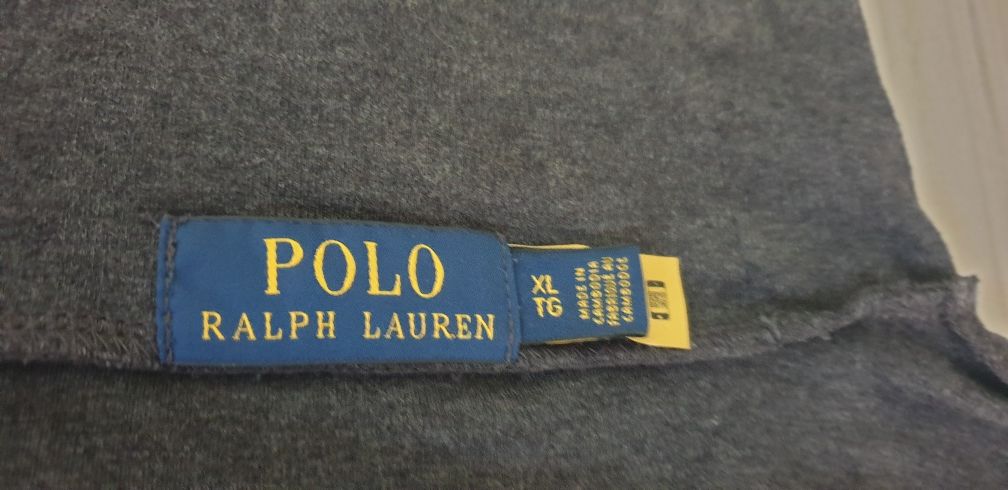 POLO
RALPH LAUREN
XL
TG
MADE IN
CAMBODIA
FABRIQUÉ AU
CAMBODGE